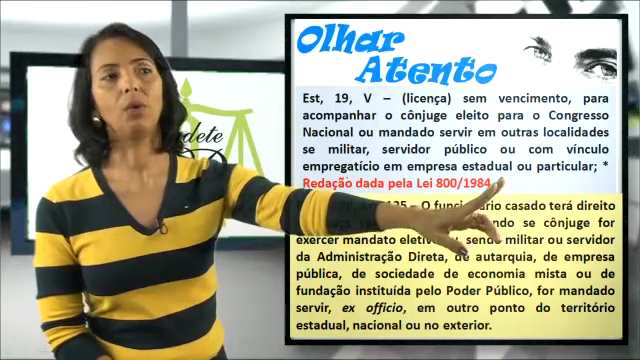 Olhar
Atento
Est, 19, V – (licença) sem vencimento, para
acompanhar o cônjuge eleito para o Congresso
Nacional ou mandado servir em outras localidades
se militar, servidor público ou com vínculo
empregatício em empresa estadual ou particular; *
Redação dada pela Lei 800/1984.
– O funcionário casado terá direito
se cônjuge for
exercer mandato eletivo sendo militar ou servidor
da Administração Direta, de autarquia, de empresa
pública, de sociedade de economia mista ou de
fundação instituída pelo Poder Público, for mandado
servir, ex officio, em outro ponto do território
estadual, nacional ou no exterior.